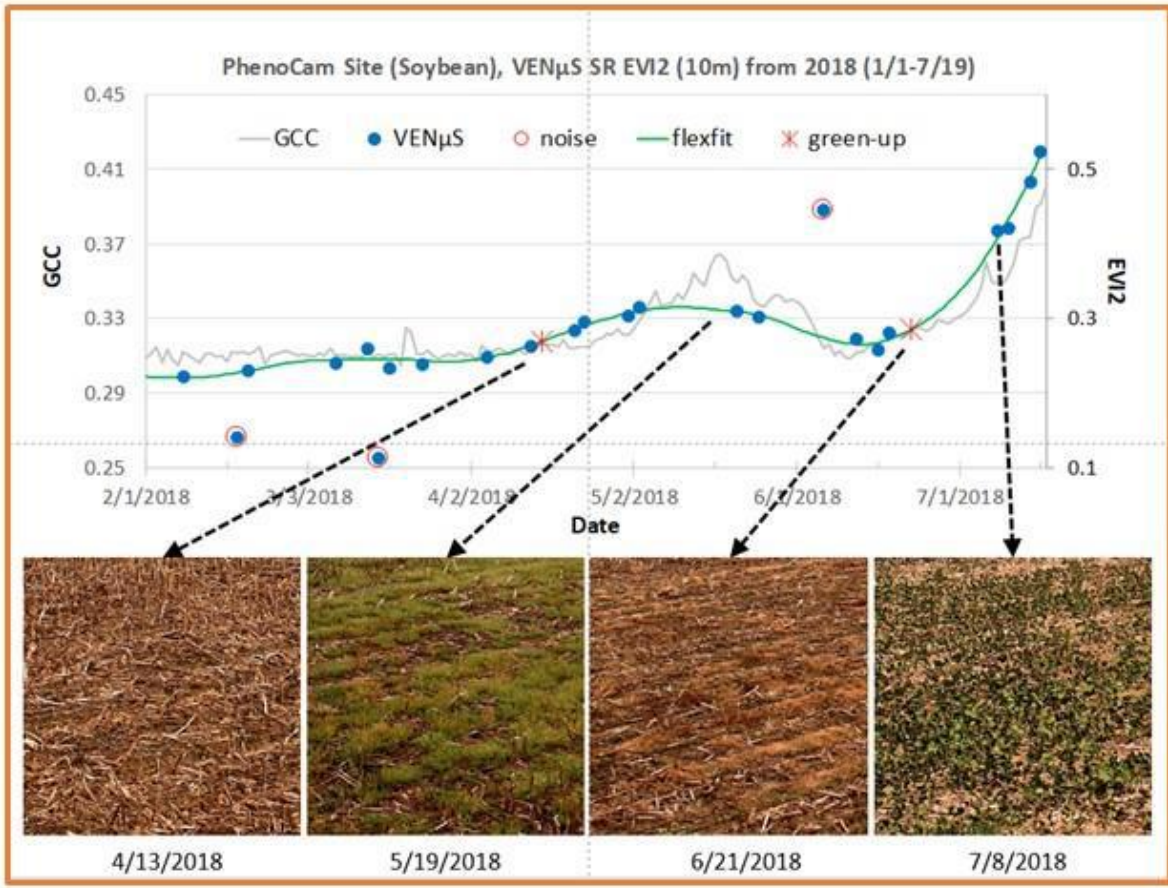 PhenoCam Site (Soybean), VENµS SR EVI2 (10m) from 2018 (1/1-7/19)
0.45
GCC VENµS noise flexfit green-up
0.41 0.5
0.37
GCC EVI2
0.33 0.3
0.29
0.25 0.1
2/1/2018 3/3/2018 4/2/2018 5/2/2018 6/1/2018 7/1/2018
Date
4/13/2018 5/19/2018 6/21/2018 7/8/2018